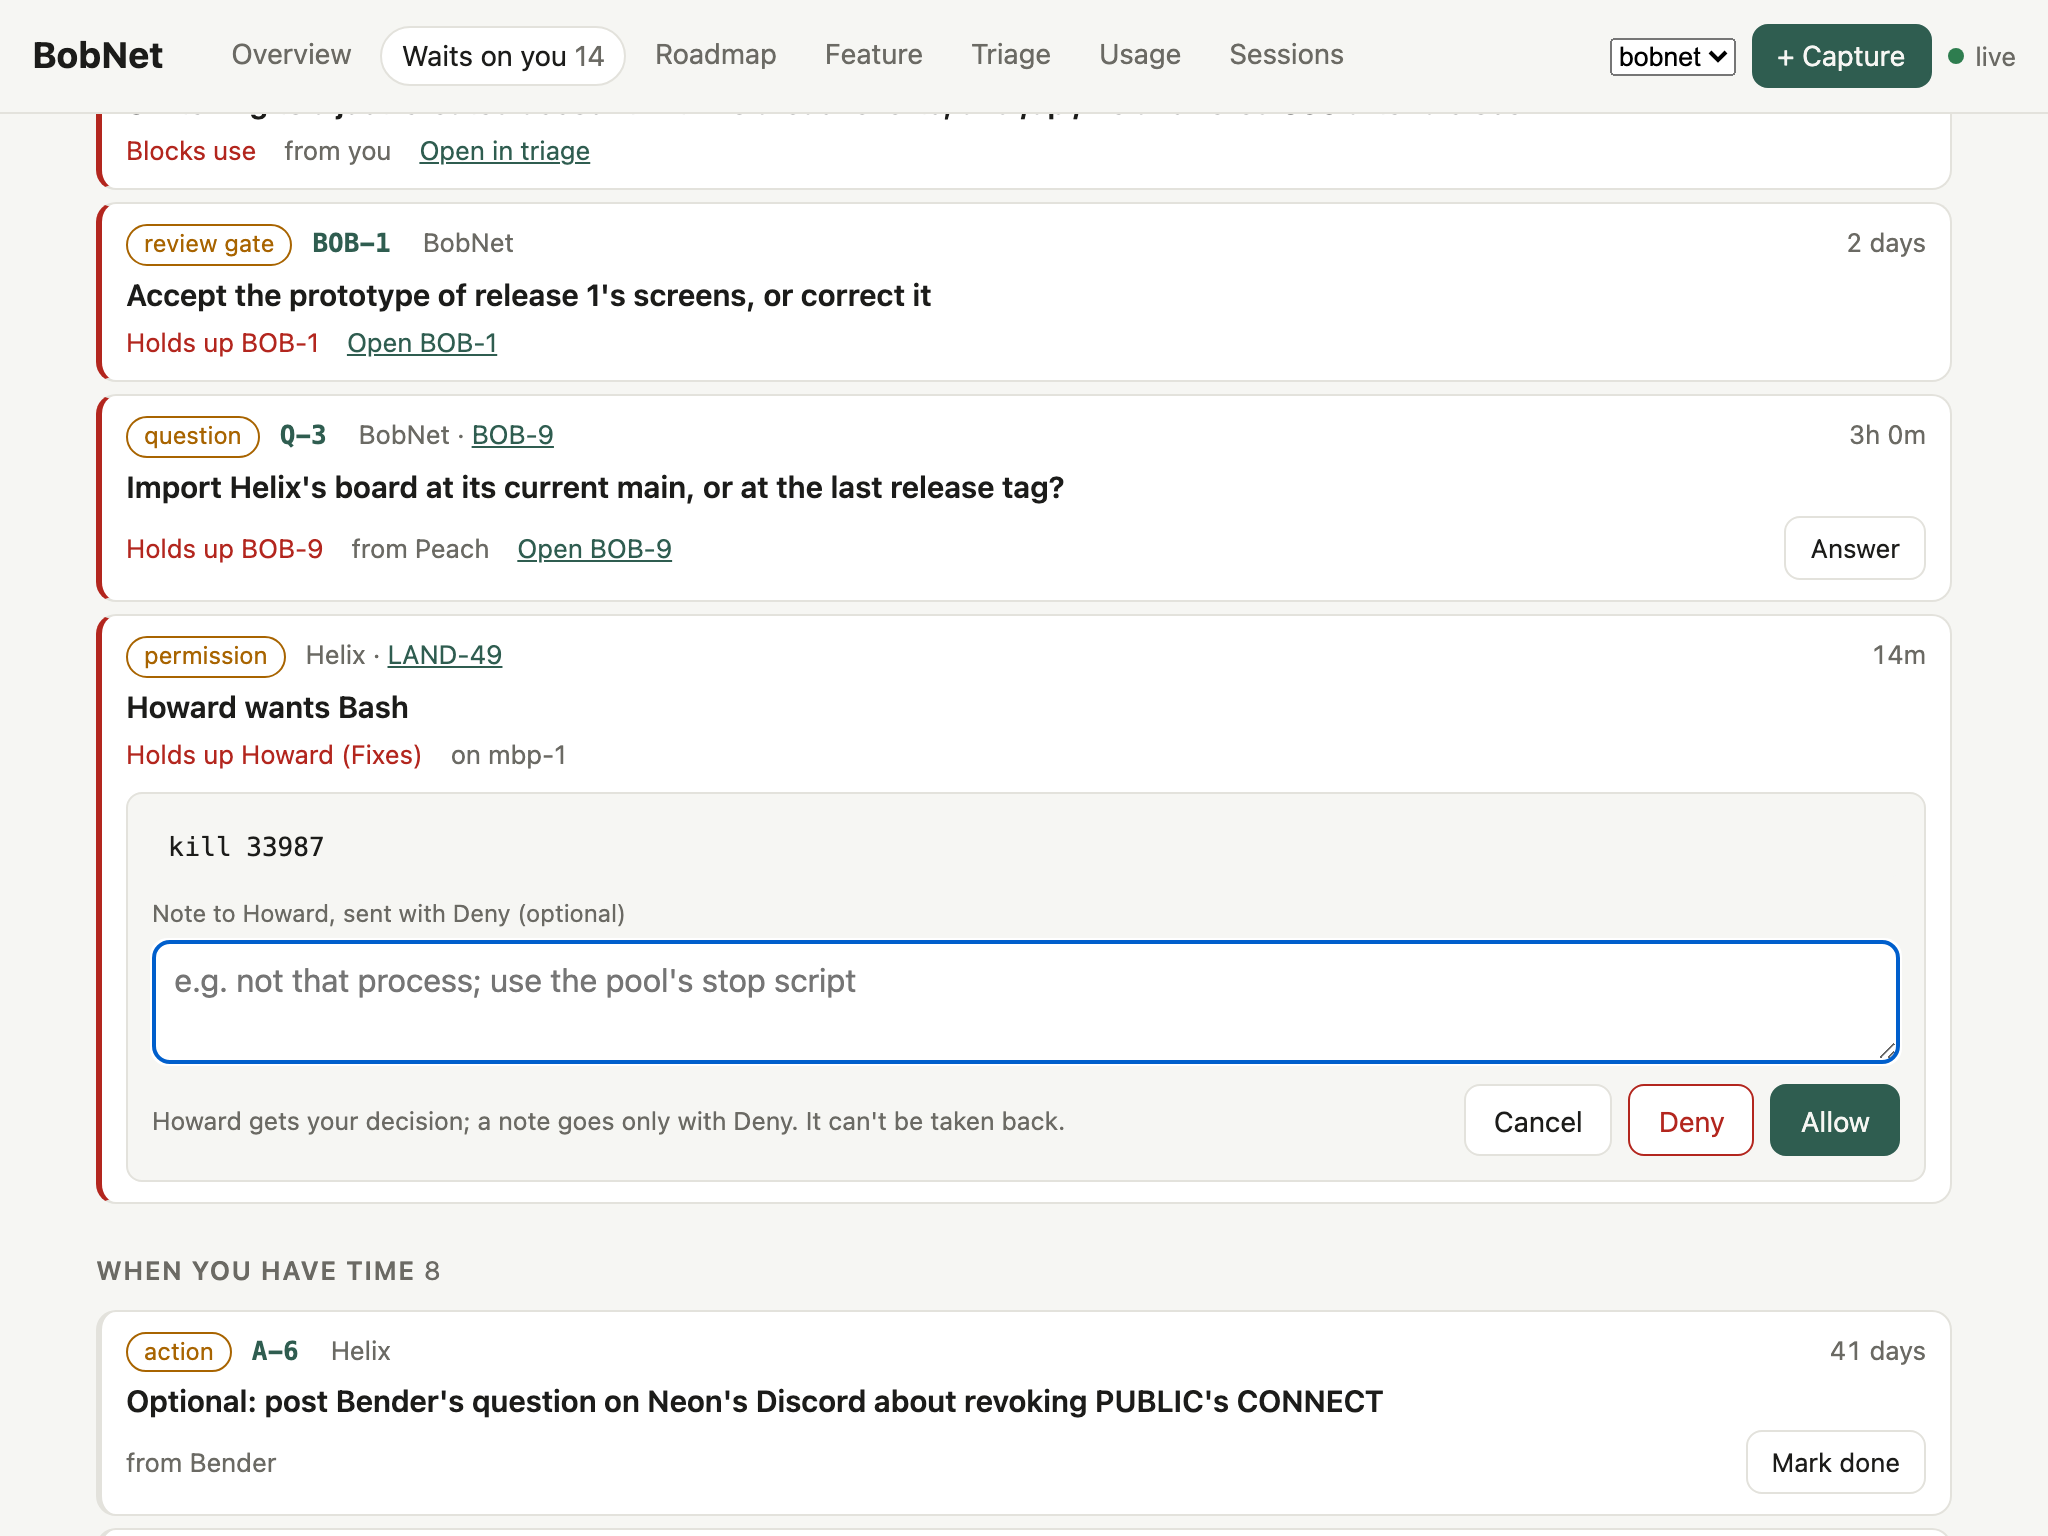 BobNet Overview Waits on you 14 Roadmap Feature Triage Usage Sessions bobnet + Capture live
Blocks use from you Open in triage
review gate BOB-1 BobNet 2 days
Accept the prototype of release 1's screens, or correct it
Holds up BOB-1 Open BOB-1
question Q-3 BobNet · BOB-9 3h 0m
Import Helix's board at its current main, or at the last release tag?
Holds up BOB-9 from Peach Open BOB-9 Answer
permission Helix · LAND-49 14m
Howard wants Bash
Holds up Howard (Fixes) on mbp-1
kill 33987
Note to Howard, sent with Deny (optional)
e.g. not that process; use the pool's stop script
Howard gets your decision; a note goes only with Deny. It can't be taken back. Cancel Deny Allow
WHEN YOU HAVE TIME 8
action A-6 Helix 41 days
Optional: post Bender's question on Neon's Discord about revoking PUBLIC's CONNECT
from Bender Mark done